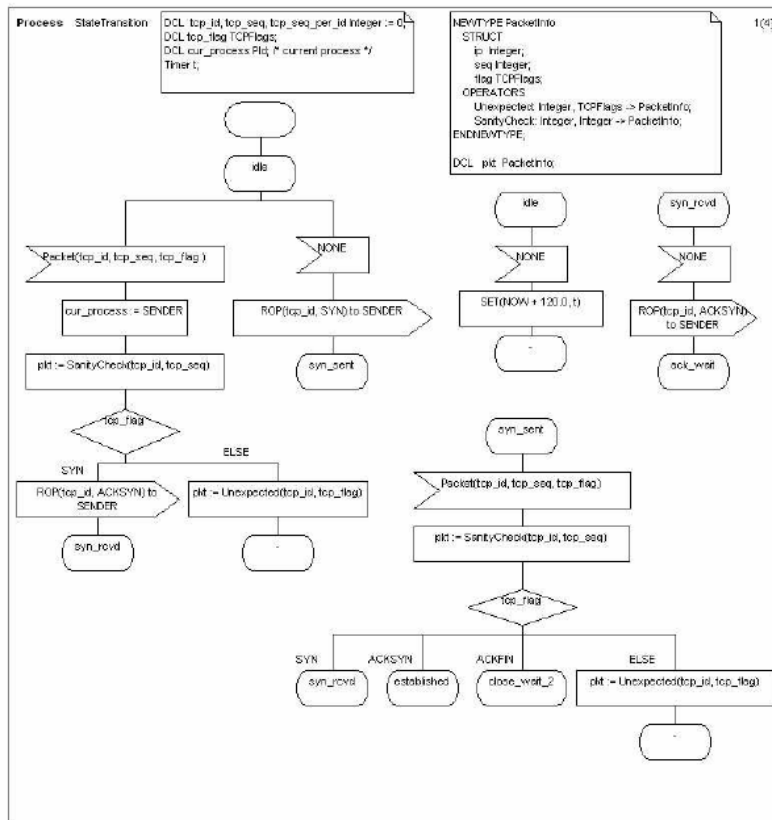 Process StateTransition
DCL tcp_id, tcp_seq, tcp_seq_per_id Integer := 0;
DCL tcp_flag TCPFlags;
DCL cur_process PId; /* current process */
Timer t;
NEWTYPE PacketInfo
STRUCT
ip Integer;
seq Integer;
flag TCPFlags;
OPERATORS
Unexpected: Integer, TCPFlags -> PacketInfo;
SanityCheck: Integer, Integer -> PacketInfo;
ENDNEWTYPE;
DCL pkt PacketInfo;
1(4)
idle
Packet(tcp_id, tcp_seq, tcp_flag )
cur_process := SENDER
pkt := SanityCheck(tcp_id, tcp_seq)
tcp_flag
SYN
ELSE
ROP(tcp_id, ACKSYN) to
SENDER
syn_rcvd
pkt := Unexpected(tcp_id, tcp_flag)
-
NONE
ROP(tcp_id, SYN) to SENDER
syn_sent
idle
NONE
SET(NOW + 120.0, t)
-
syn_rcvd
NONE
ROP(tcp_id, ACKSYN)
to SENDER
ack_wait
syn_sent
Packet(tcp_id, tcp_seq, tcp_flag)
pkt := SanityCheck(tcp_id, tcp_seq)
tcp_flag
SYN
ACKSYN
ACKFIN
ELSE
syn_rcvd
established
close_wait_2
pkt := Unexpected(tcp_id, tcp_flag)
-